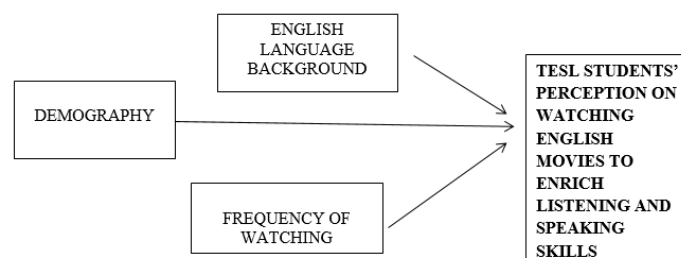 ENGLISH
LANGUAGE
BACKGROUND
DEMOGRAPHY
FREQUENCY OF
WATCHING
TESL STUDENTS’
PERCEPTION ON
WATCHING
ENGLISH
MOVIES TO
ENRICH
LISTENING AND
SPEAKING
SKILLS